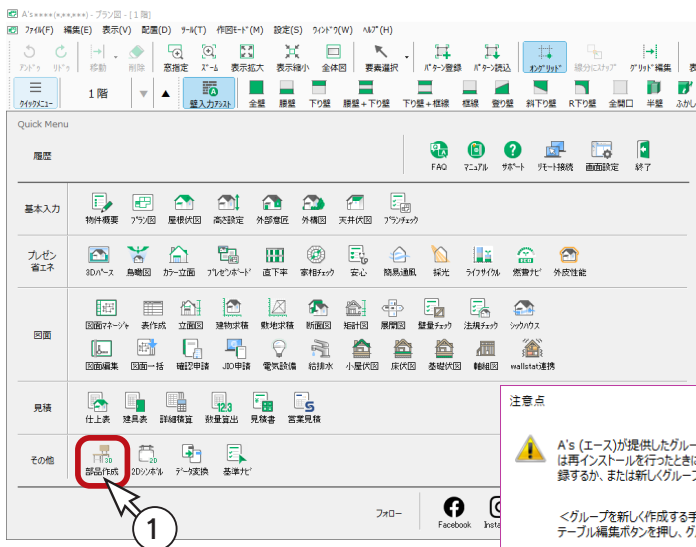 A's****(*,***,***) - プラン図 - [1 階]
ファイル(F) 編集(E) 表示(V) 配置(D) ツール(T) 作図モード(M) 設定(S) ウィンドウ(W) ヘルプ(H)
アンドゥ リドゥ 移動 削除 窓指定 ズーム 表示拡大 表示縮小 全体図 要素選択 パターン登録 パターン読込 オングリッド 線分にスナップ グリッド編集 表
クイックメニュー 1 階 壁入力アシスト 全壁 腰壁 下り壁 腰壁+下り壁 下り壁+框線 框線 登り壁 斜下り壁 R下り壁 全開口 半壁 ふかし
Quick Menu
履歴
FAQ マニュアル サポート リモート接続 画面設定 終了
基本入力 物件概要 プラン図 屋根伏図 高さ設定 外部意匠 外構図 天井伏図 プランチェック
プレゼン
省エネ
3Dパース 鳥瞰図 カラー立面 プレゼンボード 直下率 家相チェック 安心 簡易通風 採光 ライフサイクル 燃費ナビ 外皮性能
図面 図面マネージャ 表作成 立面図 建物求積 敷地求積 断面図 矩計図 展開図 壁量チェック 法規チェック シックハウス
図面編集 図面一括 確認申請 JIO申請 電気設備 給排水 小屋伏図 床伏図 基礎伏図 軸組図 wallstat連携
見積 仕上表 建具表 詳細積算 数量算出 見積書 営業見積
その他 部品作成 2Dシンボル データ変換 基準ナビ
1
フォロー Facebook Insta
注意点
A's (エース)が提供したグルー
は再インストールを行ったときに
録するか、または新しくグループ
<グループを新しく作成する手
テーブル編集ボタンを押し、グ